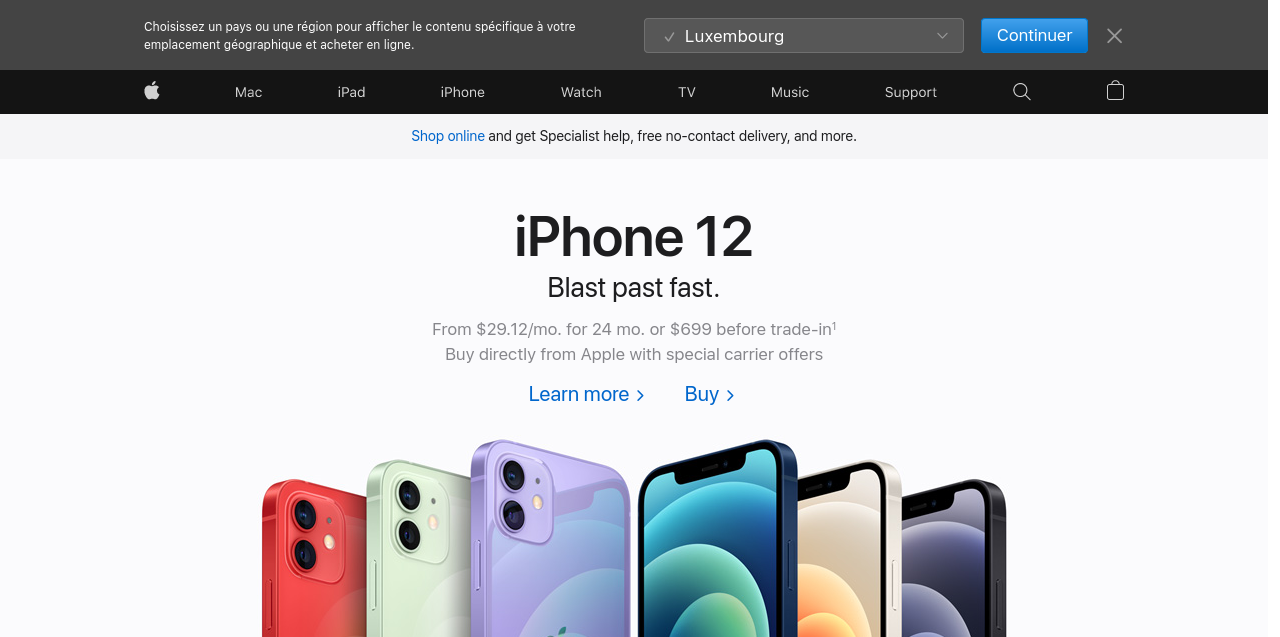 Choisissez un pays ou une région pour afficher le contenu spécifique à votre
emplacement géographique et acheter en ligne.
Luxembourg
Continuer
Mac iPad iPhone Watch TV Music Support
Shop online and get Specialist help, free no-contact delivery, and more.
iPhone 12
Blast past fast.
From $29.12/mo. for 24 mo. or $699 before trade-in¹
Buy directly from Apple with special carrier offers
Learn more > Buy >